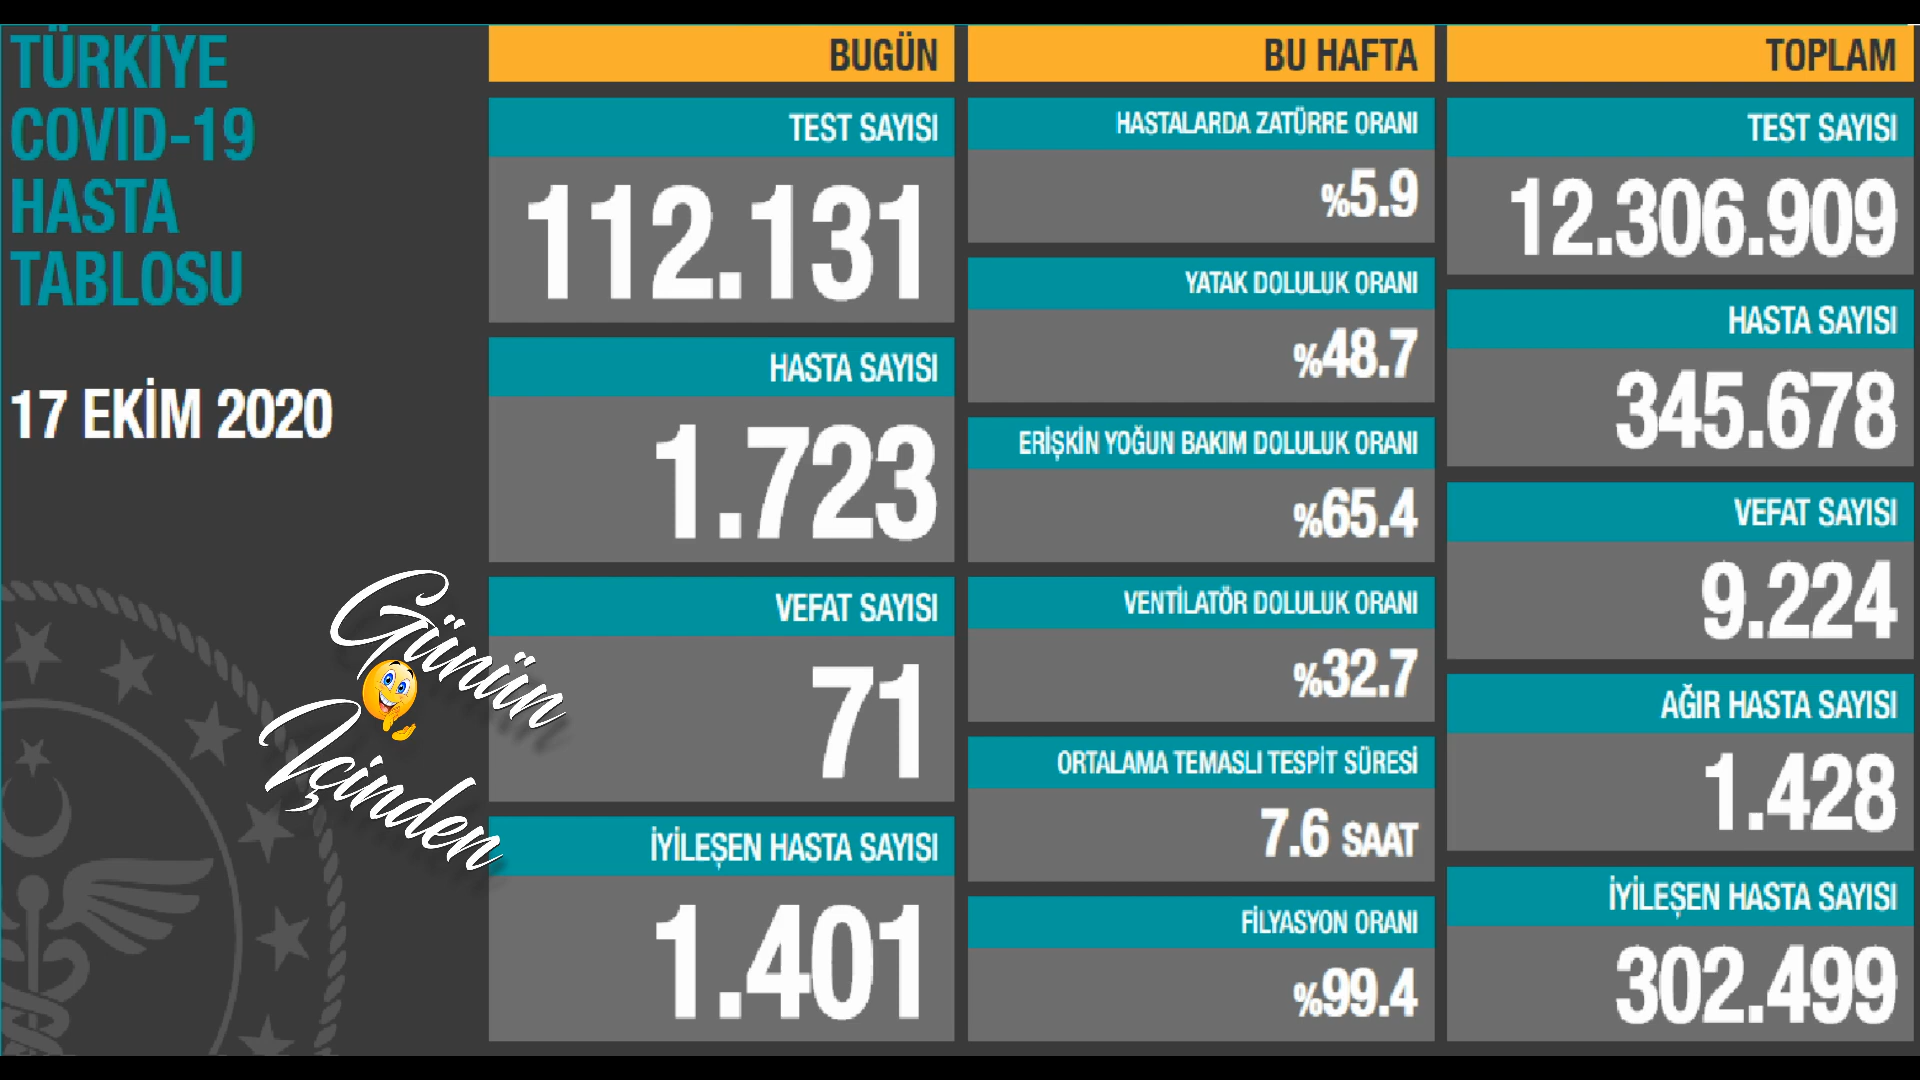 TÜRKİYE
COVID-19
HASTA
TABLOSU
17 EKİM 2020
Günün
İçinden
BUGÜN
TEST SAYISI
112.131
HASTA SAYISI
1.723
VEFAT SAYISI
71
İYİLEŞEN HASTA SAYISI
1.401
BU HAFTA
HASTALARDA ZATÜRRE ORANI
%5.9
YATAK DOLULUK ORANI
%48.7
ERİŞKİN YOĞUN BAKIM DOLULUK ORANI
%65.4
VENTİLATÖR DOLULUK ORANI
%32.7
ORTALAMA TEMASLI TESPİT SÜRESİ
7.6 SAAT
FİLYASYON ORANI
%99.4
TOPLAM
TEST SAYISI
12.306.909
HASTA SAYISI
345.678
VEFAT SAYISI
9.224
AĞIR HASTA SAYISI
1.428
İYİLEŞEN HASTA SAYISI
302.499